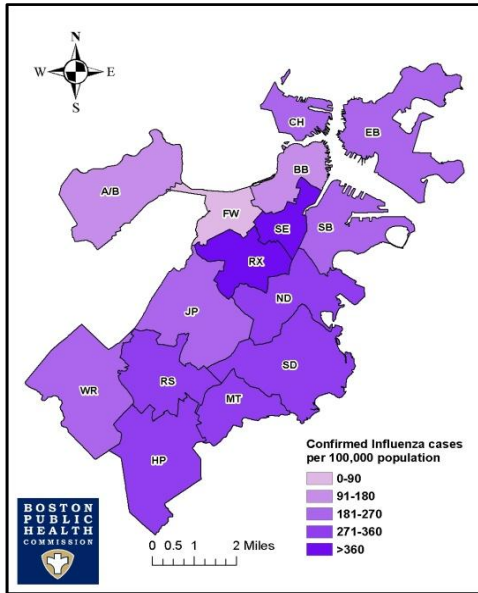 N
W E
S
CH
EB
BB
A/B
FW
SE
SB
RX
ND
JP
SD
RS
WR
MT
HP
Confirmed Influenza cases
per 100,000 population
0-90
91-180
181-270
271-360
>360
BOSTON
PUBLIC
HEALTH
COMMISSION
0 0.5 1 2 Miles